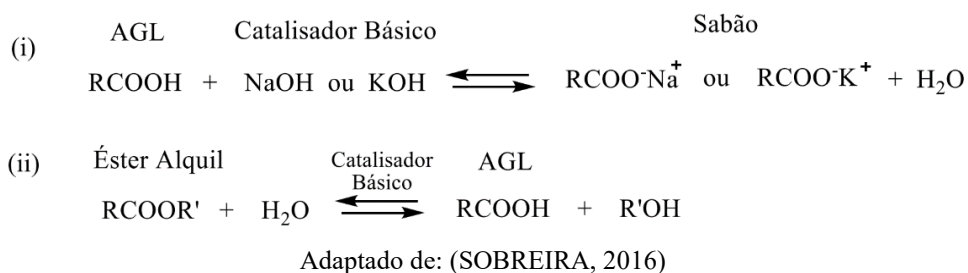 AGL Catalisador Básico Sabão
(i) RCOOH + NaOH ou KOH RCOO⁻Na⁺ ou RCOO⁻K⁺ + H₂O
(ii) Éster Alquil Catalisador Básico AGL
RCOOR' + H₂O RCOOH + R'OH
Adaptado de: (SOBREIRA, 2016)